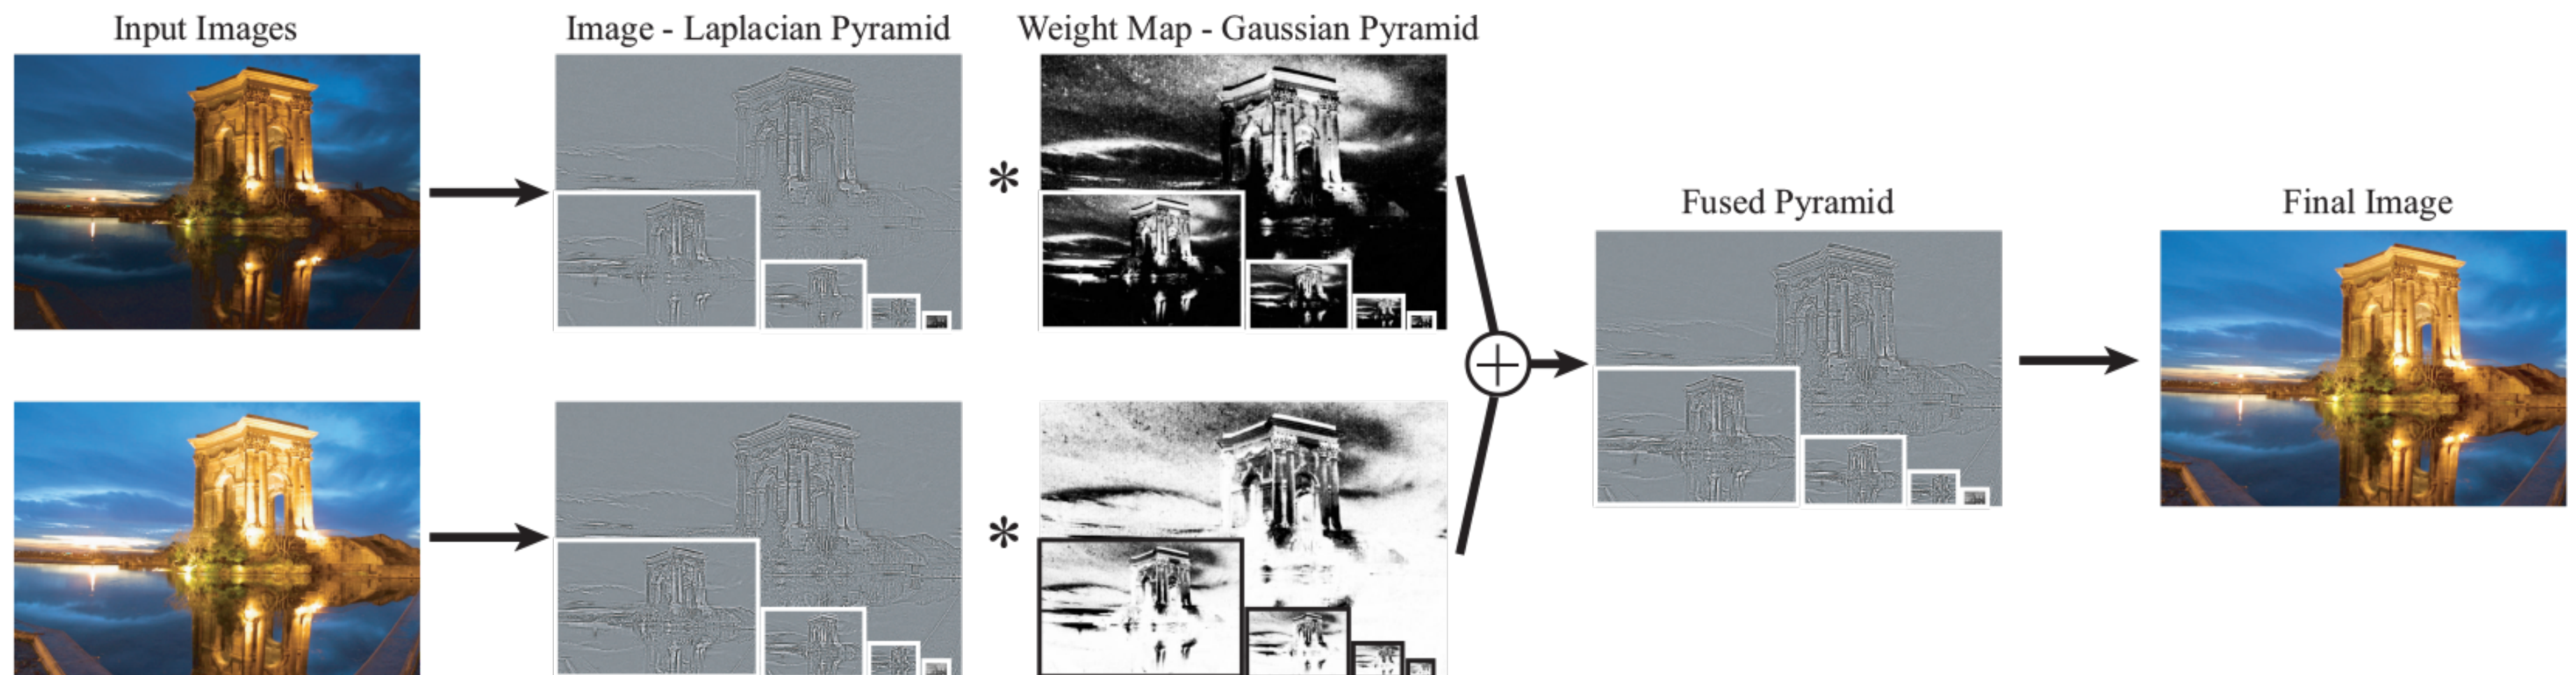 Input Images
Image - Laplacian Pyramid
Weight Map - Gaussian Pyramid
*
*
Fused Pyramid
Final Image